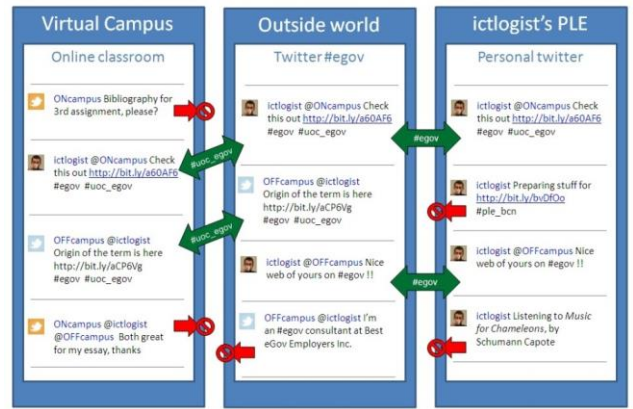 Virtual Campus
Online classroom
ONcampus Bibliography for
3rd assignment, please?
ictlogist @ONcampus Check
this out http://bit.ly/a60AF6
#egov #uoc_egov
OFFcampus @ictlogist
Origin of the term is here
http://bit.ly/aCP6Vg
#egov #uoc_egov
ONcampus @ictlogist
@OFFcampus Both great
for my essay, thanks
#uoc_egov
#uoc_egov
Outside world
Twitter #egov
ictlogist @ONcampus Check
this out http://bit.ly/a60AF6
#egov #uoc_egov
OFFcampus @ictlogist
Origin of the term is here
http://bit.ly/aCP6Vg
#egov #uoc_egov
ictlogist @OFFcampus Nice
web of yours on #egov !!
OFFcampus @ictlogist I'm
an #egov consultant at Best
eGov Employers Inc.
#egov
#egov
ictlogist's PLE
Personal twitter
ictlogist @ONcampus Check
this out http://bit.ly/a60AF6
#egov #uoc_egov
ictlogist Preparing stuff for
http://bit.ly/bvDfOo
#ple_bcn
ictlogist @OFFcampus Nice
web of yours on #egov !!
ictlogist Listening to Music
for Chameleons, by
Schumann Capote